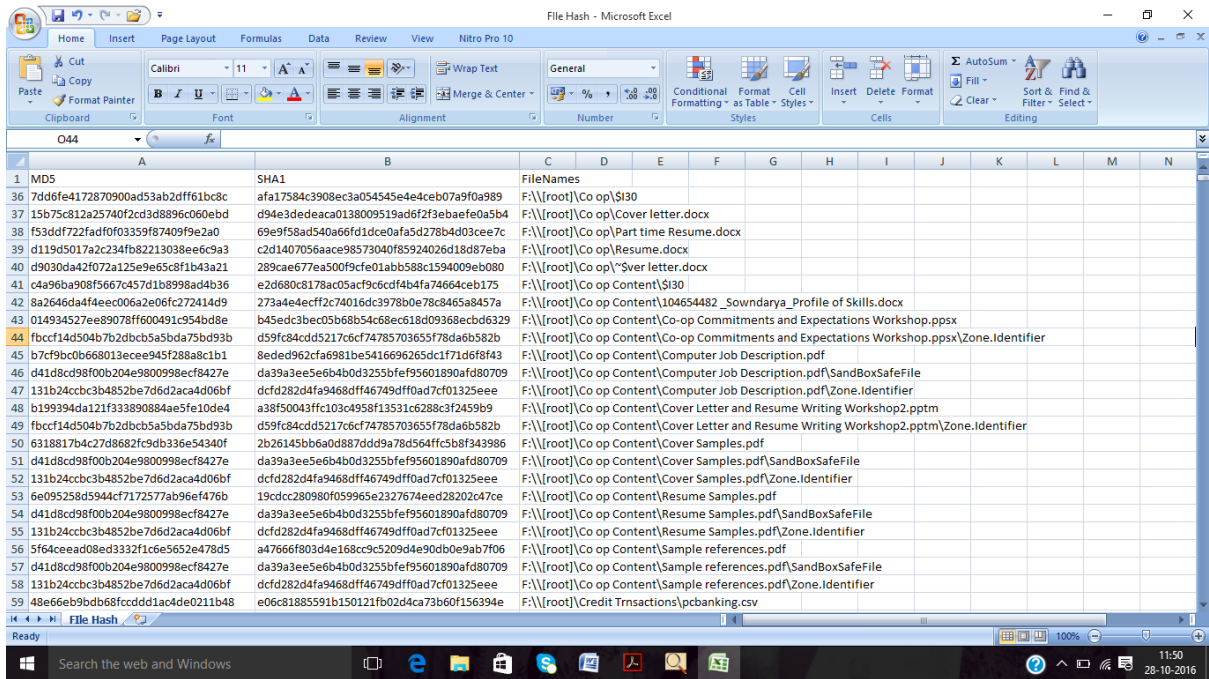 FIle Hash - Microsoft Excel
Home Insert Page Layout Formulas Data Review View Nitro Pro 10
Paste
Cut
Copy
Format Painter
Clipboard
Calibri 11
Font
Wrap Text
Merge & Center
Alignment
General
Number
Conditional Formatting
Format as Table
Cell Styles
Styles
Insert Delete Format
Cells
AutoSum
Fill
Clear
Sort & Filter
Find & Select
Editing
O44 fx
A B C D E F G H I J K L M N
1 MD5 SHA1 FileNames
36 7dd6fe4172870900ad53ab2dff61bc8c afa17584c3908ec3a054545e4e4ceb07a9f0a989 F:\\[root]\Co op\$I30
37 15b75c812a25740f2cd3d8896c060ebd d94e3dedeaca0138009519ad6f2f3ebaefe0a5b4 F:\\[root]\Co op\Cover letter.docx
38 f53ddf722fadf0f03359f87409f9e2a0 69e9f58ad540a66fd1dce0afa5d278b4d03cee7c F:\\[root]\Co op\Part time Resume.docx
39 d119d5017a2c234fb82213038ee6c9a3 c2d1407056aace98573040f85924026d18d87eba F:\\[root]\Co op\Resume.docx
40 d9030da42f072a125e9e65c8f1b43a21 289cae677ea500f9cfe01abb588c1594009eb080 F:\\[root]\Co op\~$ver letter.docx
41 c4a96ba908f5667c457d1b8998ad4b36 e2d680c8178ac05acf9c6cdf4b4fa74664ceb175 F:\\[root]\Co op Content\$I30
42 8a2646da4f4eec006a2e06fc272414d9 273a4e4ecff2c74016dc3978b0e78c8465a8457a F:\\[root]\Co op Content\104654482 _Sowndarya_Profile of Skills.docx
43 014934527ee89078ff600491c954bd8e b45edc3bec05b68b54c68ec618d09368ecbd6329 F:\\[root]\Co op Content\Co-op Commitments and Expectations Workshop.ppsx
44 fbccf14d504b7b2dbcb5a5bda75bd93b d59fc84cdd5217c6cf74785703655f78da6b582b F:\\[root]\Co op Content\Co-op Commitments and Expectations Workshop.ppsx\Zone.Identifier
45 b7cf9bc0b668013ecee945f288a8c1b1 8eded962cfa6981be5416696265dc1f71d6f8f43 F:\\[root]\Co op Content\Computer Job Description.pdf
46 d41d8cd98f00b204e9800998ecf8427e da39a3ee5e6b4b0d3255bfef95601890afd80709 F:\\[root]\Co op Content\Computer Job Description.pdf\SandBoxSafeFile
47 131b24ccbc3b4852be7d6d2aca4d06bf dcfd282d4fa9468dff46749dff0ad7cf01325eee F:\\[root]\Co op Content\Computer Job Description.pdf\Zone.Identifier
48 b199394da121f333890884ae5fe10de4 a38f50043ffc103c4958f13531c6288c3f2459b9 F:\\[root]\Co op Content\Cover Letter and Resume Writing Workshop2.pptm
49 fbccf14d504b7b2dbcb5a5bda75bd93b d59fc84cdd5217c6cf74785703655f78da6b582b F:\\[root]\Co op Content\Cover Letter and Resume Writing Workshop2.pptm\Zone.Identifier
50 6318817b4c27d8682fc9db336e54340f 2b26145bb6a0d887ddd9a78d564ffc5b8f343986 F:\\[root]\Co op Content\Cover Samples.pdf
51 d41d8cd98f00b204e9800998ecf8427e da39a3ee5e6b4b0d3255bfef95601890afd80709 F:\\[root]\Co op Content\Cover Samples.pdf\SandBoxSafeFile
52 131b24ccbc3b4852be7d6d2aca4d06bf dcfd282d4fa9468dff46749dff0ad7cf01325eee F:\\[root]\Co op Content\Cover Samples.pdf\Zone.Identifier
53 6e095258d5944cf7172577ab96ef476b 19cdcc280980f059965e2327674eed28202c47ce F:\\[root]\Co op Content\Resume Samples.pdf
54 d41d8cd98f00b204e9800998ecf8427e da39a3ee5e6b4b0d3255bfef95601890afd80709 F:\\[root]\Co op Content\Resume Samples.pdf\SandBoxSafeFile
55 131b24ccbc3b4852be7d6d2aca4d06bf dcfd282d4fa9468dff46749dff0ad7cf01325eee F:\\[root]\Co op Content\Resume Samples.pdf\Zone.Identifier
56 5f64ceead08ed3332f1c6e5652e478d5 a47666f803d4e168cc9c5209d4e90db0e9ab7f06 F:\\[root]\Co op Content\Sample references.pdf
57 d41d8cd98f00b204e9800998ecf8427e da39a3ee5e6b4b0d3255bfef95601890afd80709 F:\\[root]\Co op Content\Sample references.pdf\SandBoxSafeFile
58 131b24ccbc3b4852be7d6d2aca4d06bf dcfd282d4fa9468dff46749dff0ad7cf01325eee F:\\[root]\Co op Content\Sample references.pdf\Zone.Identifier
59 48e66eb9bdb68fccddd1ac4de0211b48 e06c81885591b150121fb02d4ca73b60f156394e F:\\[root]\Credit Trnsactions\pcbanking.csv
FIle Hash
Ready 100%
Search the web and Windows
11:50
28-10-2016